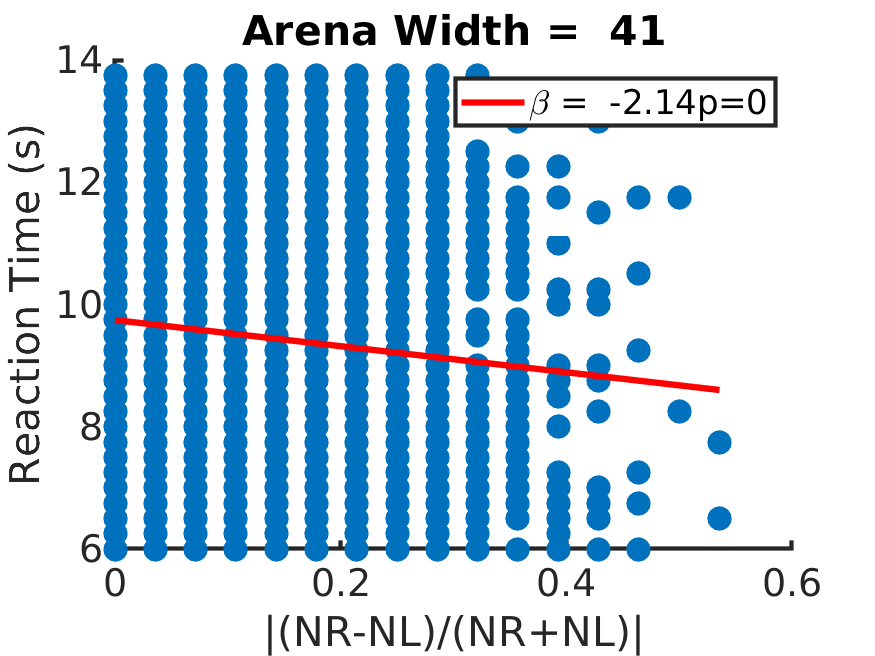 Arena Width = 41
β = -2.14p=0
Reaction Time (s)
14
12
10
8
6
0 0.2 0.4 0.6
|(NR-NL)/(NR+NL)|